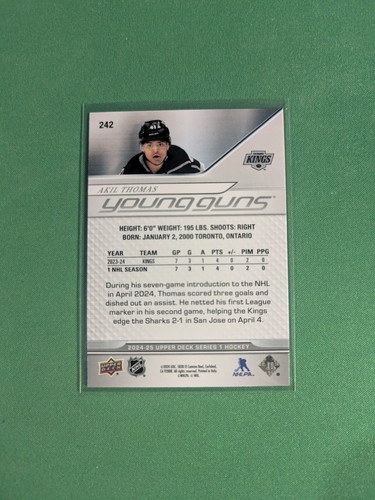 242
KINGS
AKIL THOMAS
YOUNG GUNS
HEIGHT: 6'0" WEIGHT: 195 LBS. SHOOTS: RIGHT
BORN: JANUARY 2, 2000 TORONTO, ONTARIO
YEAR TEAM GP G A PTS +/- PIM PPG
2023-24 KINGS 7 3 1 4 0 2 0
1 NHL SEASON 7 3 1 4 0 2 0
During his seven-game introduction to the NHL
in April 2024, Thomas scored three goals and
dished out an assist. He netted his first League
marker in his second game, helping the Kings
edge the Sharks 2-1 in San Jose on April 4.
2024-25 UPPER DECK SERIES 1 HOCKEY
UPPER DECK
NHL
NHLPA